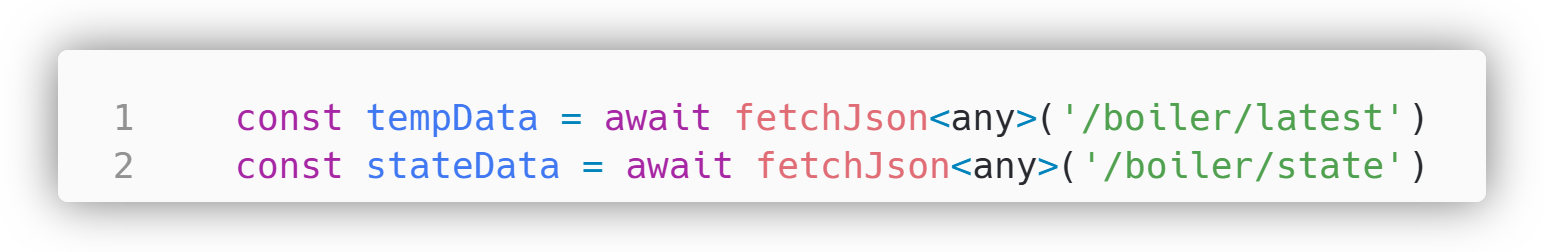 1 const tempData = await fetchJson<any>('/boiler/latest')
2 const stateData = await fetchJson<any>('/boiler/state')